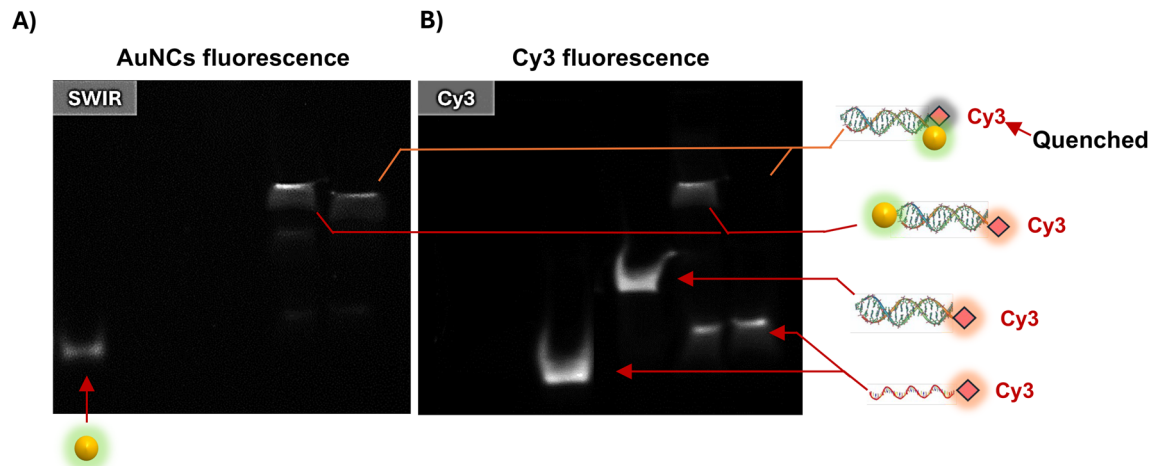 A)
B)
AuNCs fluorescence
Cy3 fluorescence
SWIR
Cy3
Cy3
Quenched
Cy3
Cy3
Cy3